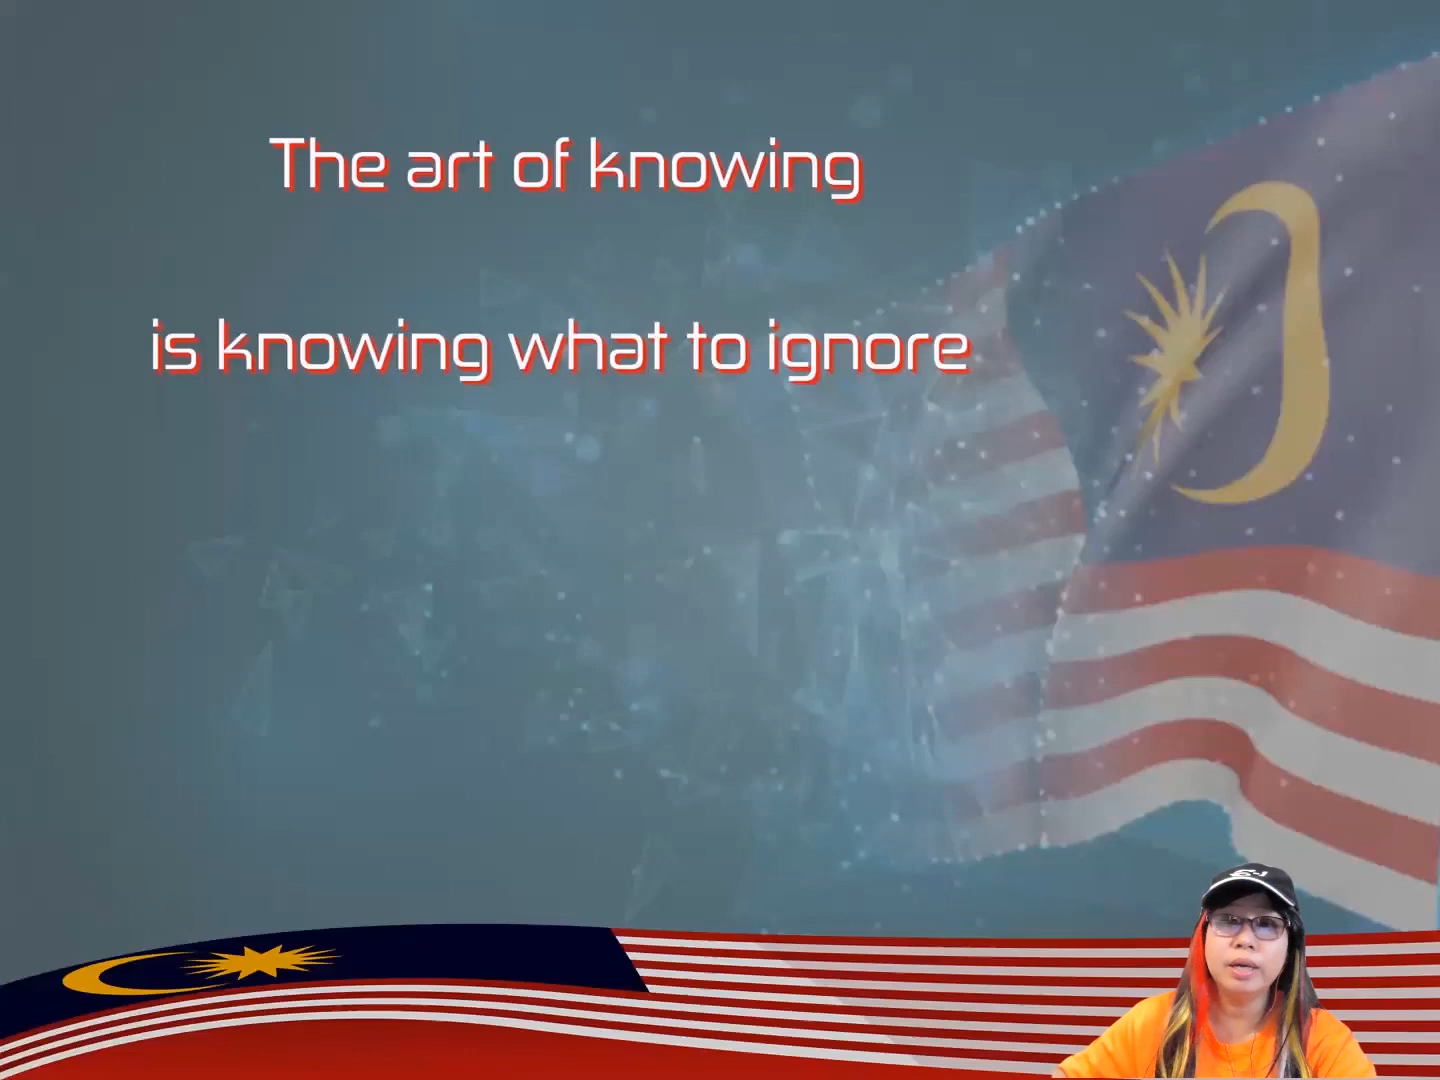 The art of knowing
is knowing what to ignore